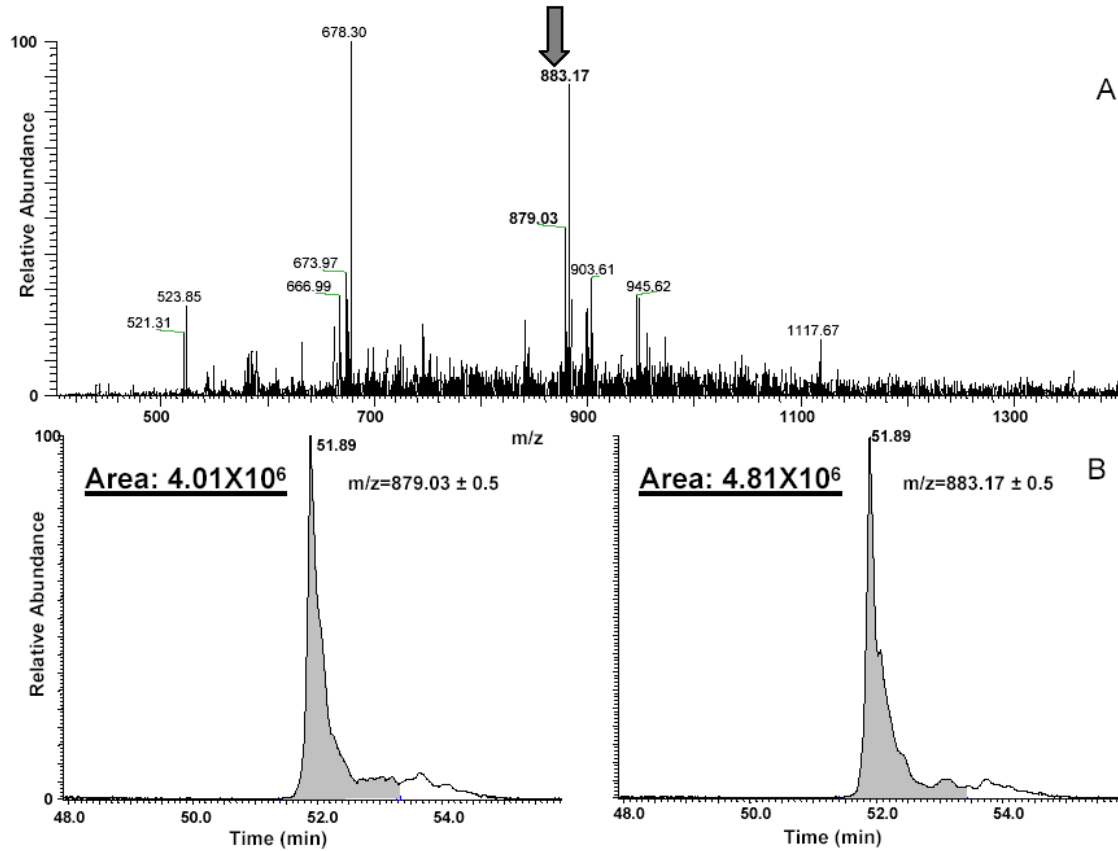 678.30
100
883.17
A
879.03
Relative Abundance
673.97
903.61
666.99
945.62
523.85
521.31
1117.67
0
500 700 900 1100 1300
m/z
100
51.89
Area: 4.01X10⁶
m/z=879.03 ± 0.5
Relative Abundance
0
48.0 50.0 52.0 54.0
Time (min)
51.89
B
Area: 4.81X10⁶
m/z=883.17 ± 0.5
48.0 50.0 52.0 54.0
Time (min)